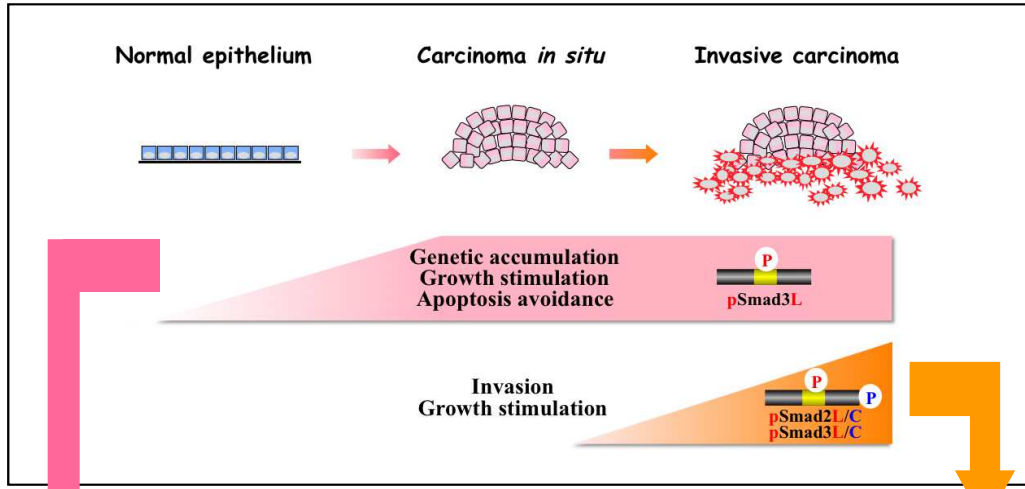 Normal epithelium
Carcinoma in situ
Invasive carcinoma
Genetic accumulation
Growth stimulation
Apoptosis avoidance
P
pSmad3L
Invasion
Growth stimulation
P
P
pSmad2L/C
pSmad3L/C